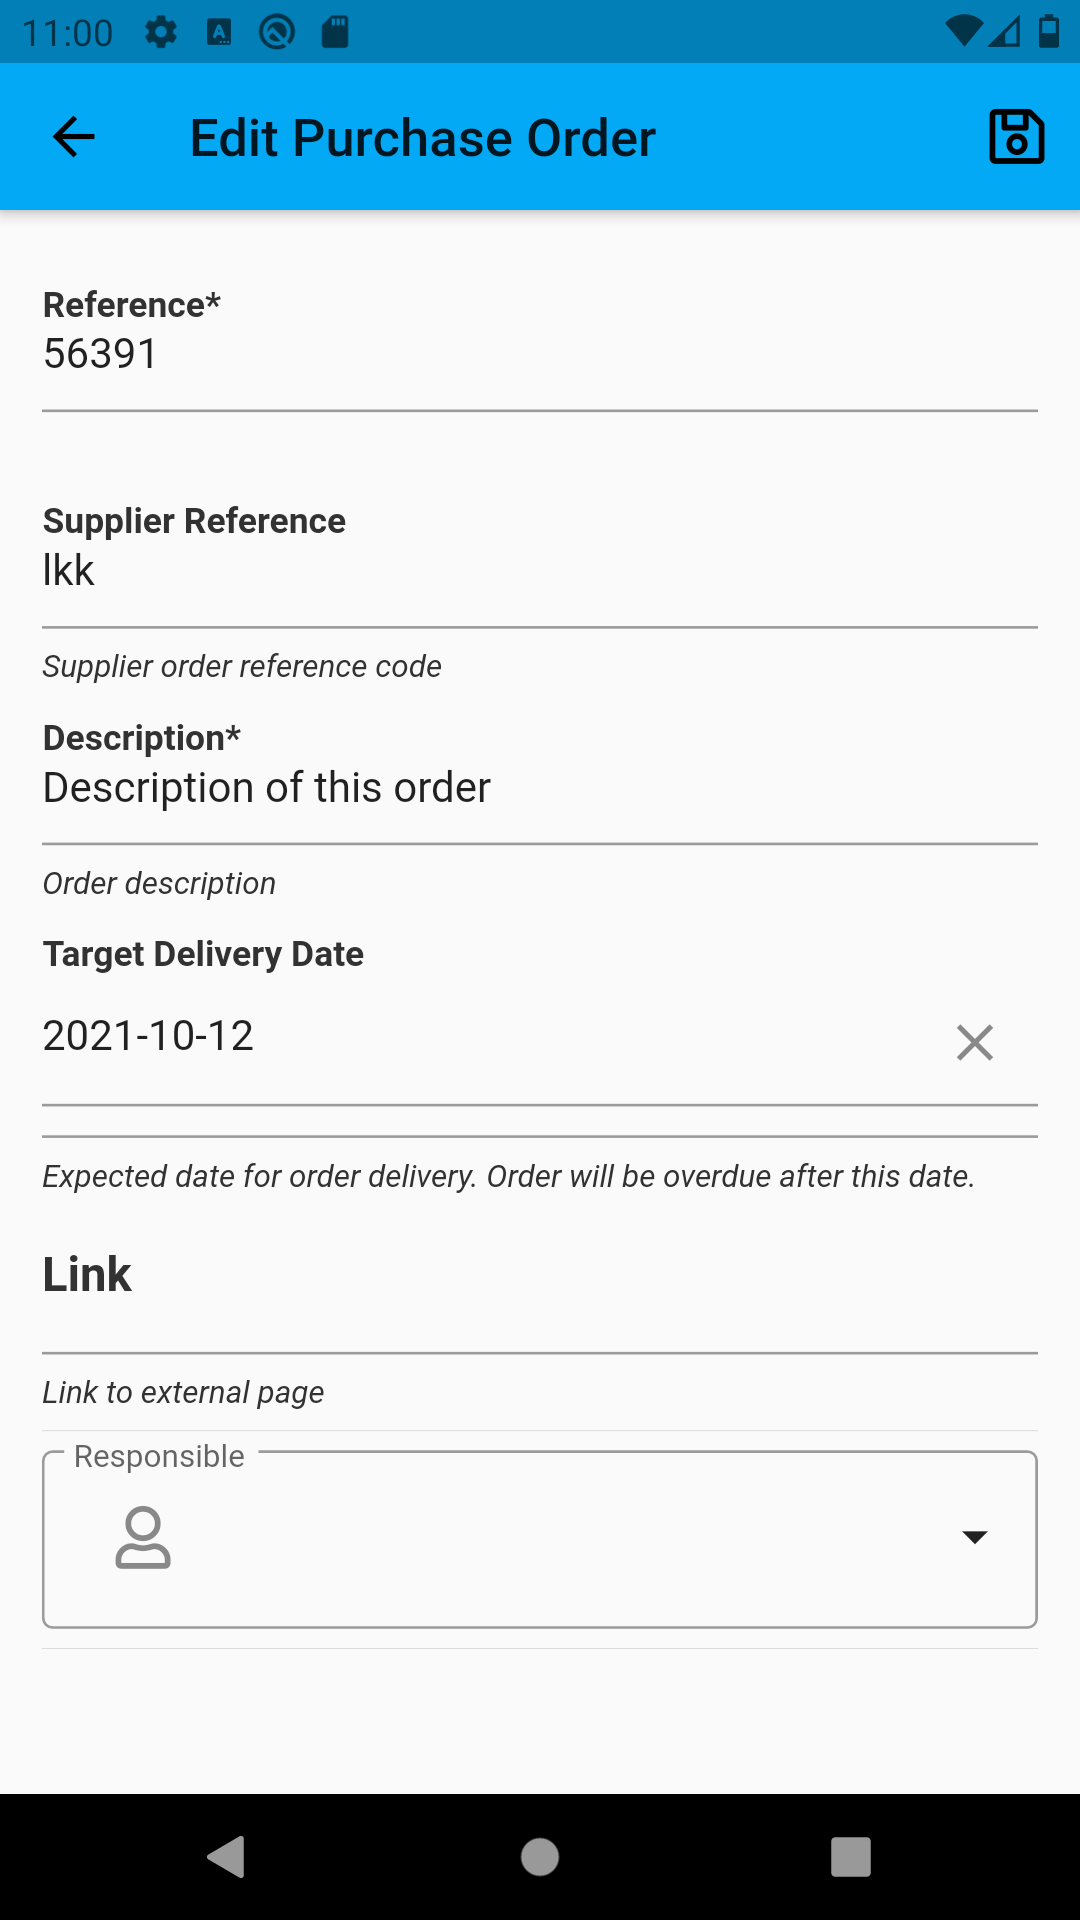 11:00
Edit Purchase Order
Reference*
56391
Supplier Reference
lkk
Supplier order reference code
Description*
Description of this order
Order description
Target Delivery Date
2021-10-12
Expected date for order delivery. Order will be overdue after this date.
Link
Link to external page
Responsible